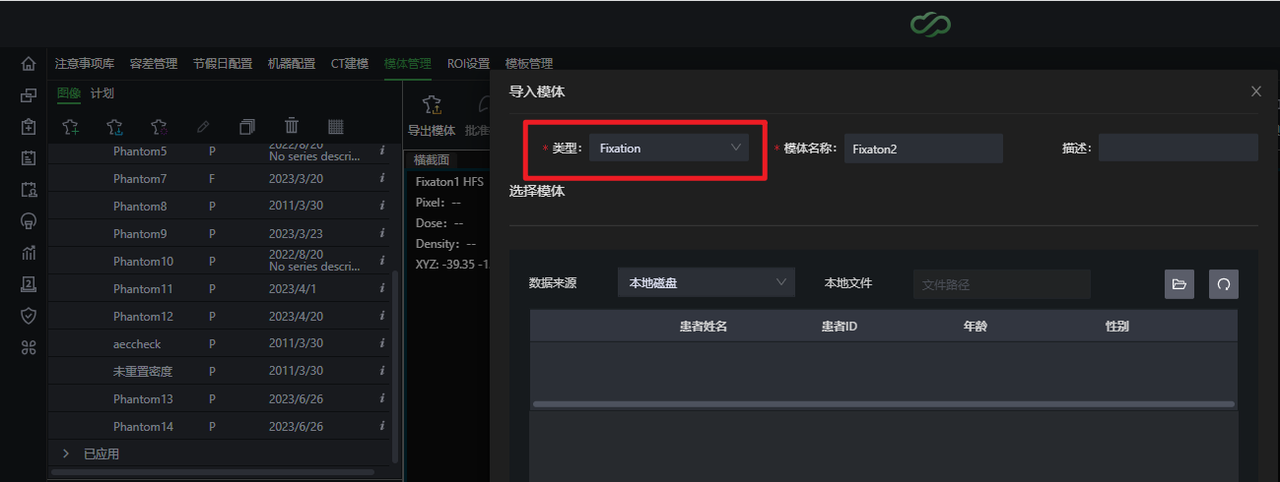 注意事项库 容差管理 节假日配置 机器配置 CT建模 模体管理 ROI设置 模板管理
图像 计划
导出模体 批准
Phantom5 P 2022/8/20
No series descri...
Phantom7 F 2023/3/20
Phantom8 P 2011/3/30
Phantom9 P 2023/3/23
Phantom10 P 2022/8/20
No series descri...
Phantom11 P 2023/4/1
Phantom12 P 2023/4/20
aeccheck P 2011/3/30
未重置密度 P 2011/3/30
Phantom13 P 2023/6/26
Phantom14 P 2023/6/26
已应用
横截面
Fixaton1 HFS
Pixel: --
Dose: --
Density: --
XYZ: -39.35 -1
导入模体
* 类型: Fixation * 模体名称: Fixaton2 描述:
选择模体
数据来源 本地磁盘 本地文件 文件路径
患者姓名 患者ID 年龄 性别